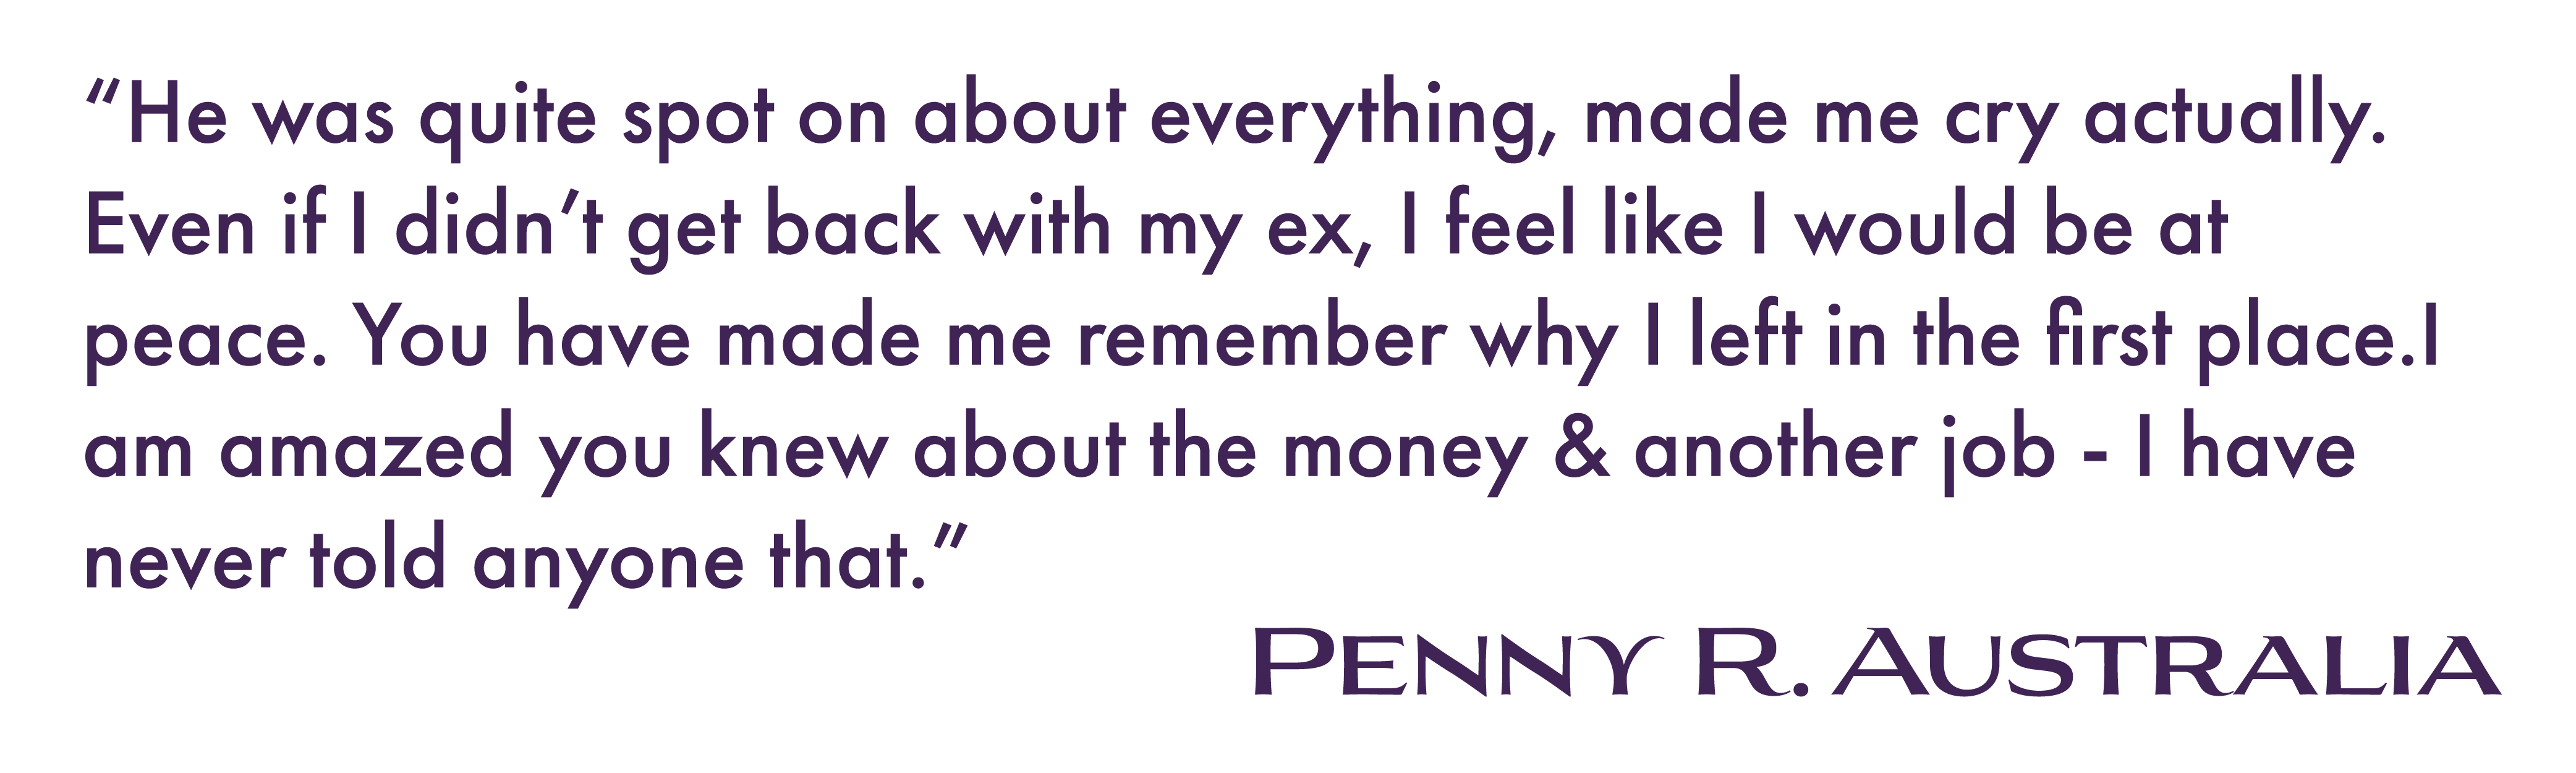 “He was quite spot on about everything, made me cry actually.
Even if I didn’t get back with my ex, I feel like I would be at
peace. You have made me remember why I left in the first place.I
am amazed you knew about the money & another job - I have
never told anyone that.”
Penny R. Australia